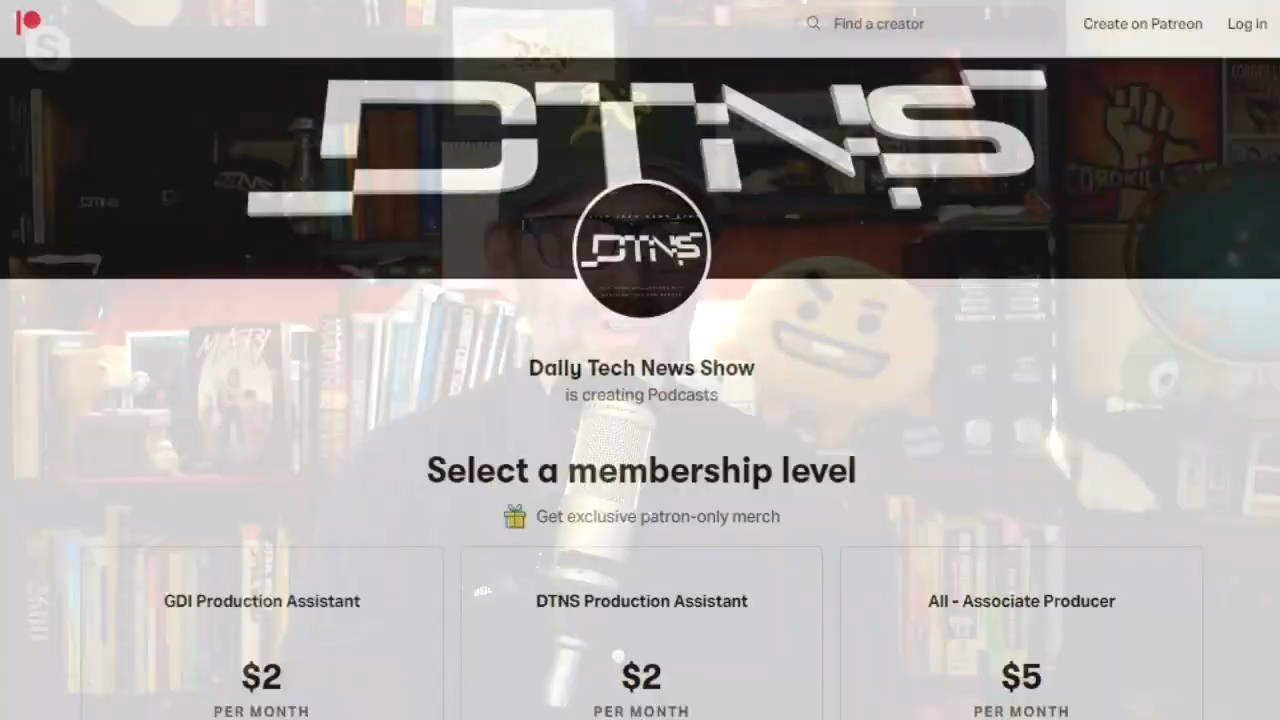 Find a creator
Create on Patreon
Log in
DTNS
DTNS
Daily Tech News Show
is creating Podcasts
Select a membership level
Get exclusive patron-only merch
GDI Production Assistant
DTNS Production Assistant
All - Associate Producer
$2
$2
$5
PER MONTH
PER MONTH
PER MONTH